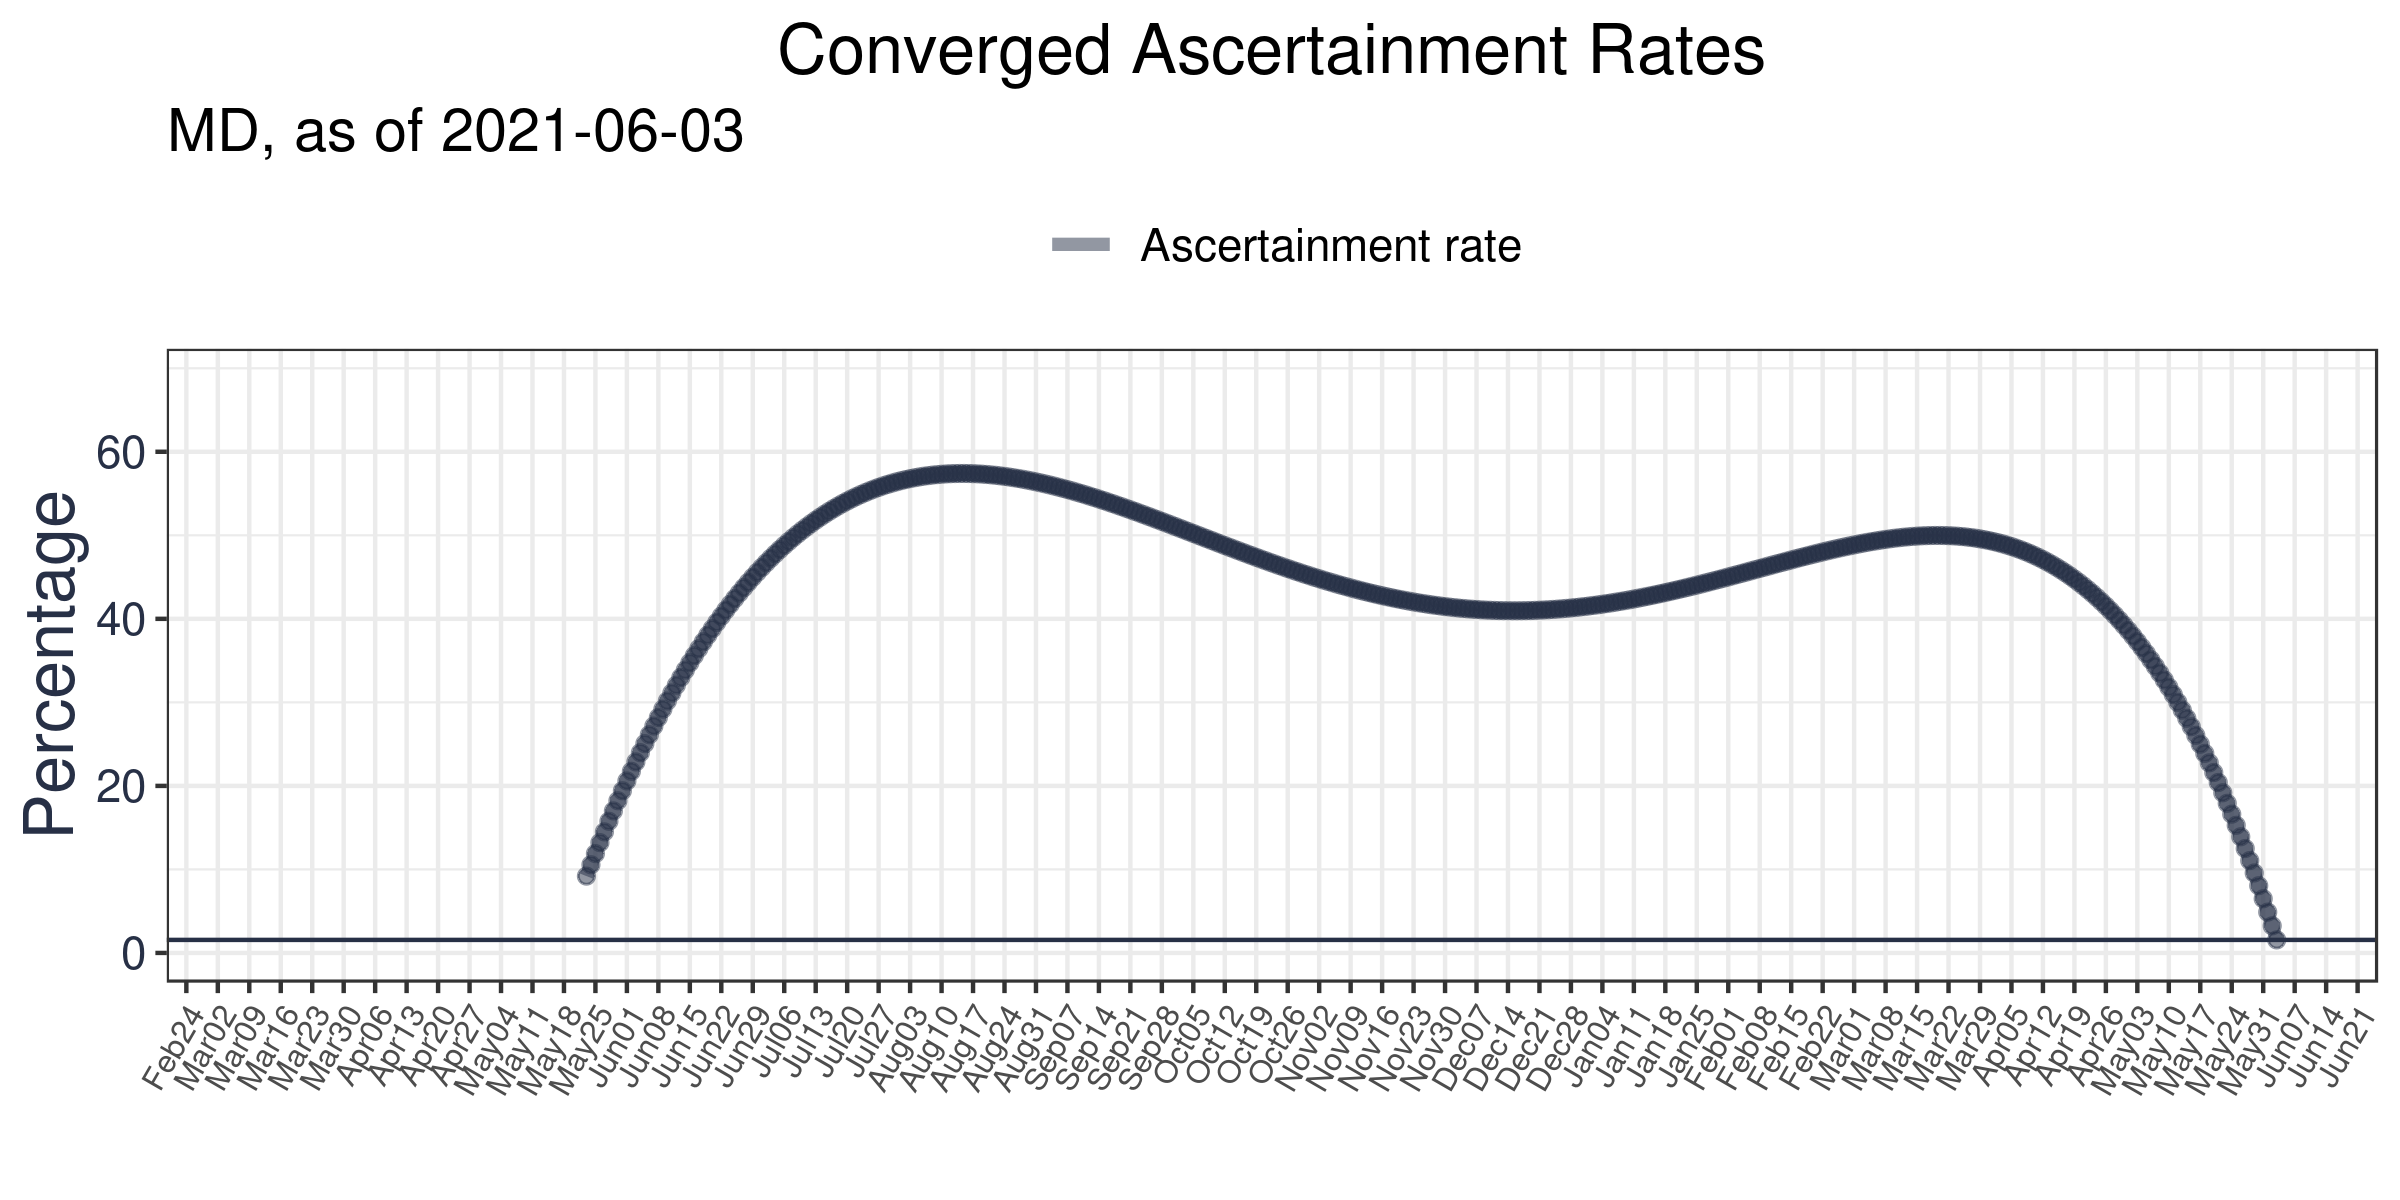 Converged Ascertainment Rates
MD, as of 2021-06-03
Ascertainment rate
Percentage
60
40
20
0
Feb24 Mar02 Mar09 Mar16 Mar23 Mar30 Apr06 Apr13 Apr20 Apr27 May04 May11 May18 May25 Jun01 Jun08 Jun15 Jun22 Jun29 Jul06 Jul13 Jul20 Jul27 Aug03 Aug10 Aug17 Aug24 Aug31 Sep07 Sep14 Sep21 Sep28 Oct05 Oct12 Oct19 Oct26 Nov02 Nov09 Nov16 Nov23 Nov30 Dec07 Dec14 Dec21 Dec28 Jan04 Jan11 Jan18 Jan25 Feb01 Feb08 Feb15 Feb22 Mar01 Mar08 Mar15 Mar22 Mar29 Apr05 Apr12 Apr19 Apr26 May03 May10 May17 May24 May31 Jun07 Jun14 Jun21